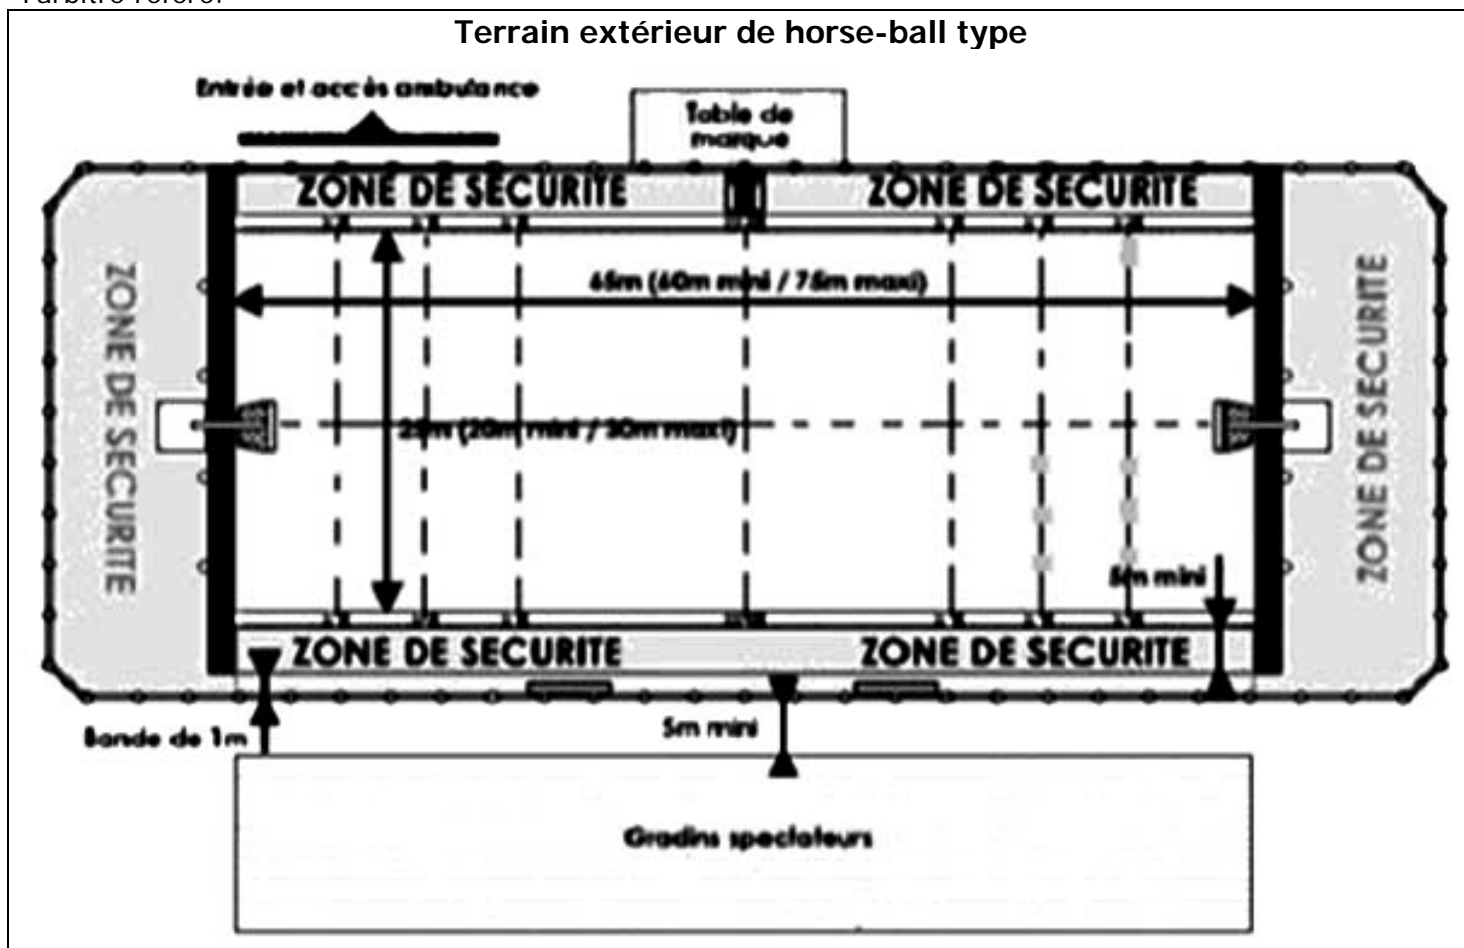 Terrain extérieur de horse-ball type
Entrée et accès ambulance
Table de
marque
ZONE DE SECURITE
ZONE DE SECURITE
ZONE DE SECURITE
65m (60m mini / 75m maxi)
ZONE DE SECURITE
25m (20m mini / 30m maxi)
5m mini
ZONE DE SECURITE
ZONE DE SECURITE
Bande de 1m
5m mini
Gradins spectateurs